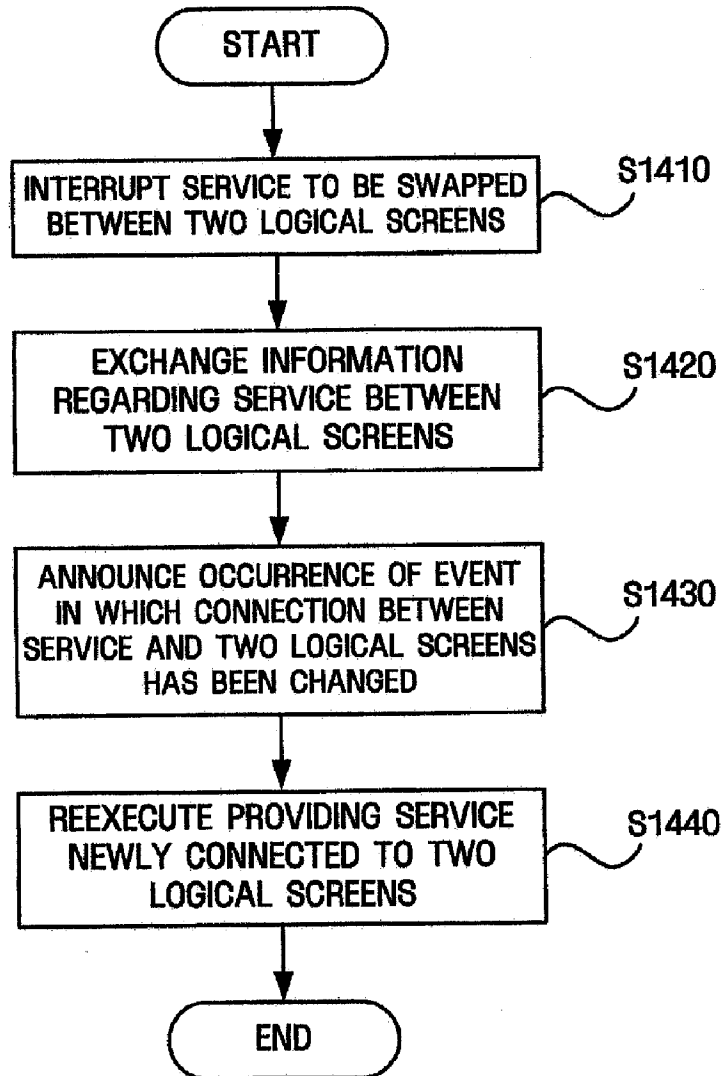 START
INTERRUPT SERVICE TO BE SWAPPED
BETWEEN TWO LOGICAL SCREENS
S1410
EXCHANGE INFORMATION
REGARDING SERVICE BETWEEN
TWO LOGICAL SCREENS
S1420
ANNOUNCE OCCURRENCE OF EVENT
IN WHICH CONNECTION BETWEEN
SERVICE AND TWO LOGICAL SCREENS
HAS BEEN CHANGED
S1430
REEXECUTE PROVIDING SERVICE
NEWLY CONNECTED TO TWO
LOGICAL SCREENS
S1440
END